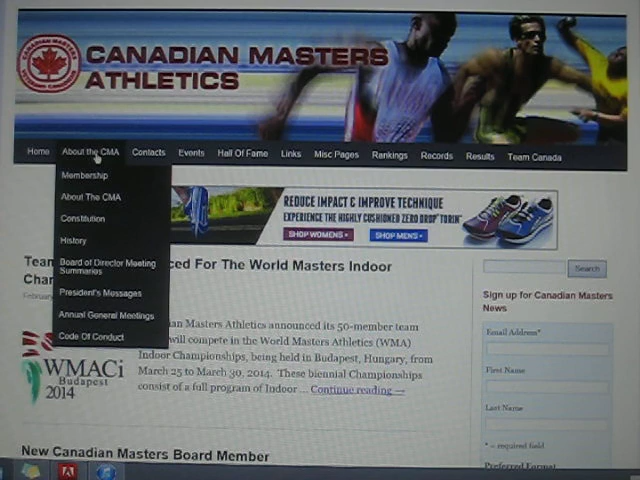 CANADIAN MASTERS
CANADIAN MASTERS
ATHLETICS
Home About the CMA Contacts Events Hall Of Fame Links Misc Pages Rankings Records Results Team Canada
Membership
About The CMA
Constitution
History
Board of Director Meeting
Summaries
President's Messages
Annual General Meetings
Code Of Conduct
REDUCE IMPACT & IMPROVE TECHNIQUE
EXPERIENCE THE HIGHLY CUSHIONED ZERO DROP TORIN
SHOP WOMENS SHOP MENS
Team ced For The World Masters Indoor
Cham
ian Masters Athletics announced its 50-member team
will compete in the World Masters Athletics (WMA)
Indoor Championships, being held in Budapest, Hungary, from
March 25 to March 30, 2014. These biennial Championships
consist of a full program of Indoor ... Continue reading →
WMACi
Budapest
2014
New Canadian Masters Board Member
Search
Sign up for Canadian Masters
News
Email Address*
First Name
Last Name
* = required field
Preferred Format